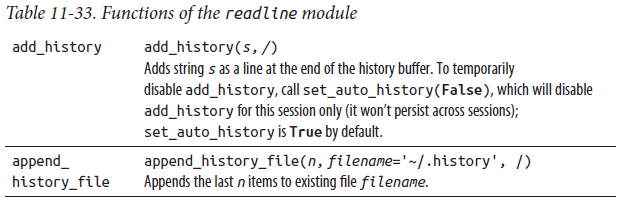 Table 11-33. Functions of the readline module
add_history add_history(s,/)
Adds string s as a line at the end of the history buffer. To temporarily
disable add_history, call set_auto_history(False), which will disable
add_history for this session only (it won't persist across sessions);
set_auto_history is True by default.
append_ append_history_file(n, filename='~/.history', /)
history_file Appends the last n items to existing file filename.